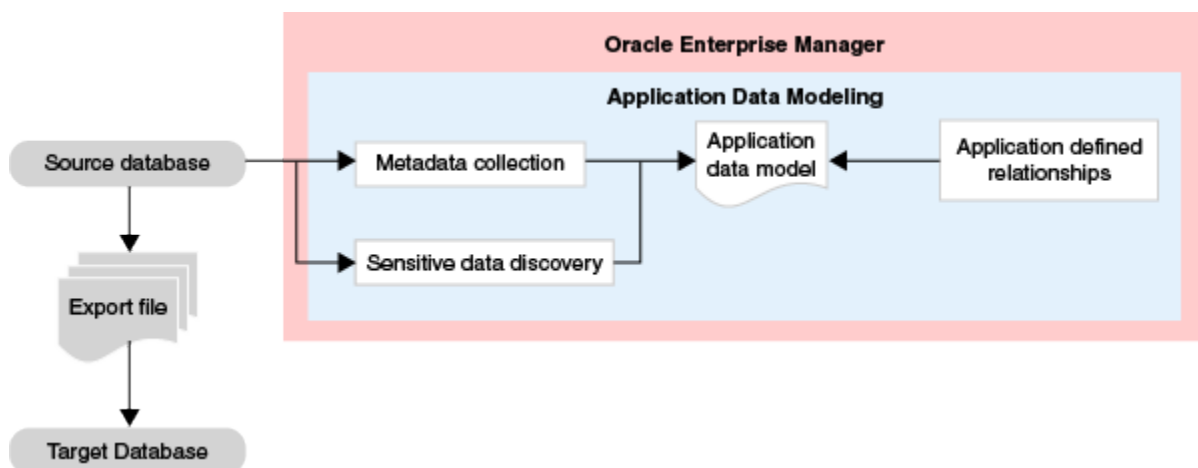 Oracle Enterprise Manager
Application Data Modeling
Source database
Metadata collection
Application
data model
Application defined
relationships
Sensitive data discovery
Export file
Target Database